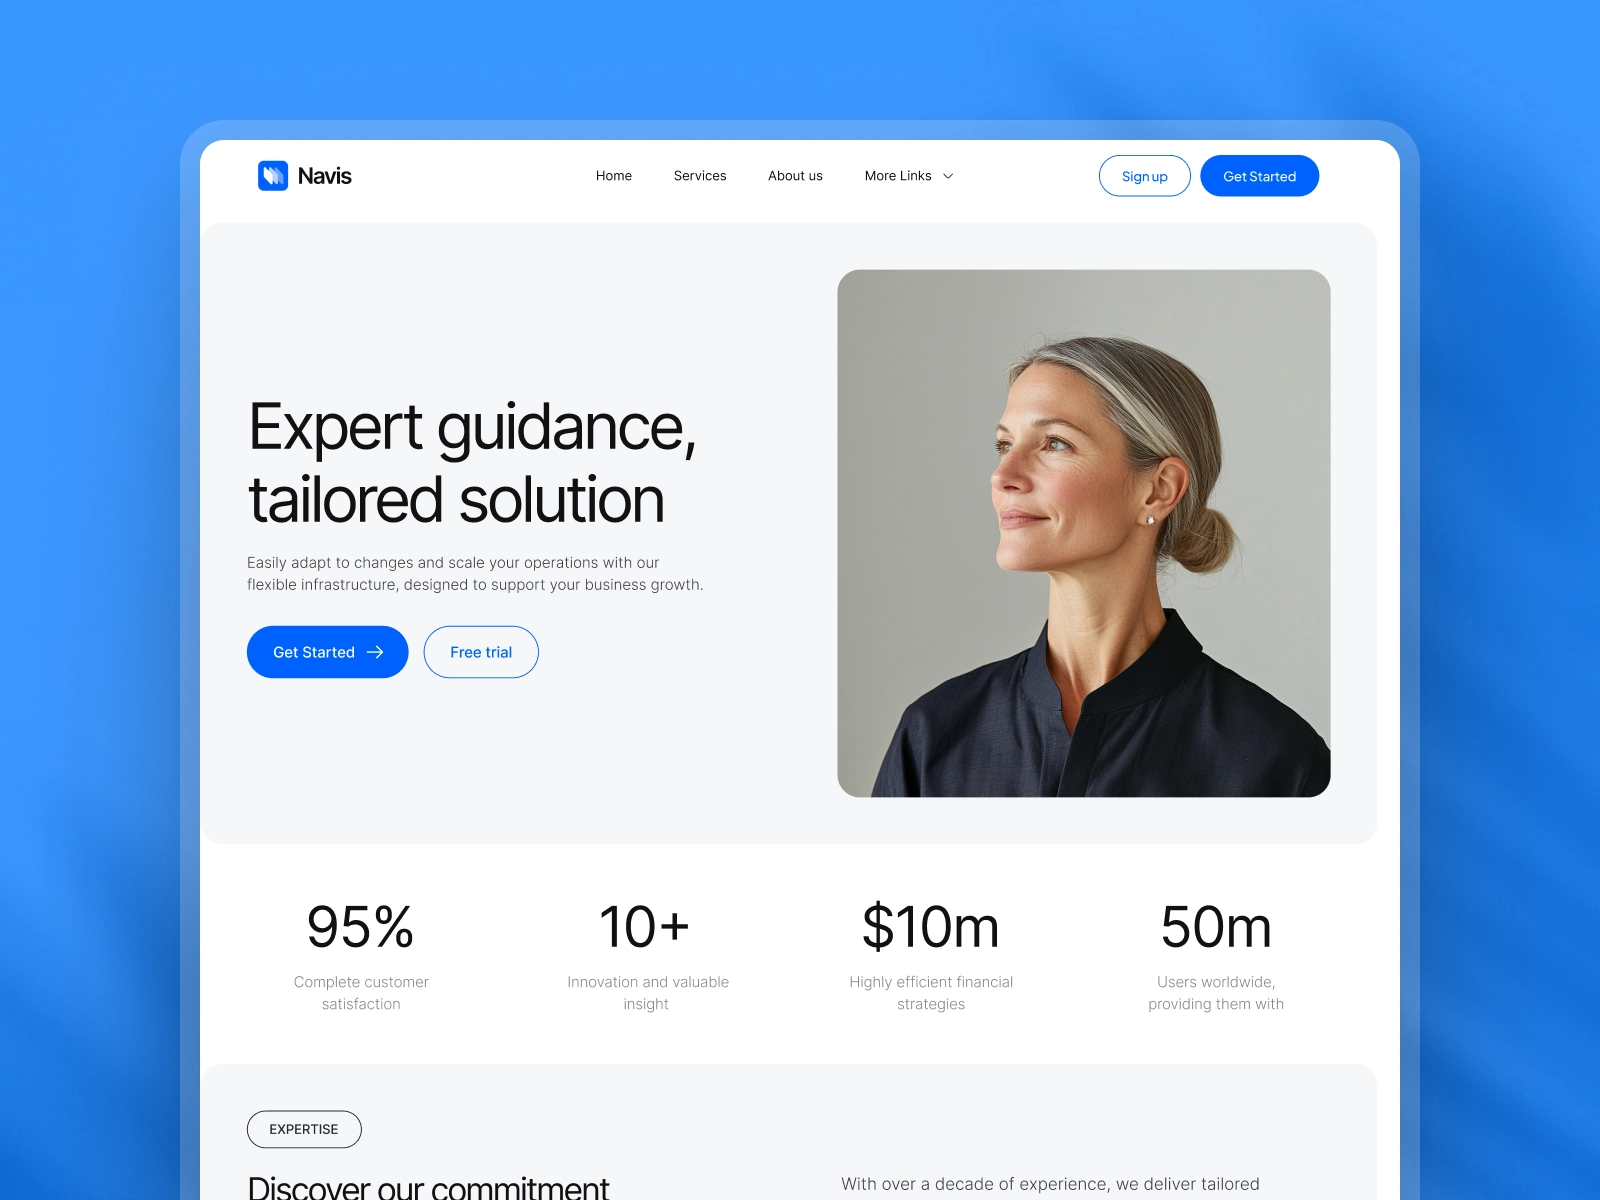 Navis
Home
Services
About us
More Links
Sign up
Get Started
Expert guidance,
tailored solution
Easily adapt to changes and scale your operations with our
flexible infrastructure, designed to support your business growth.
Get Started
Free trial
95%
Complete customer
satisfaction
10+
Innovation and valuable
insight
$10m
Highly efficient financial
strategies
50m
Users worldwide,
providing them with
EXPERTISE
Discover our commitment
With over a decade of experience, we deliver tailored